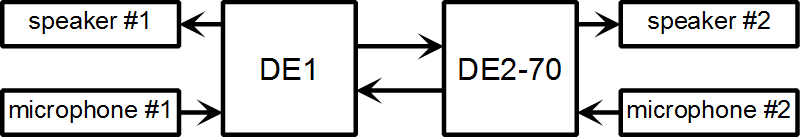 speaker #1
DE1
DE2-70
speaker #2
microphone #1
microphone #2